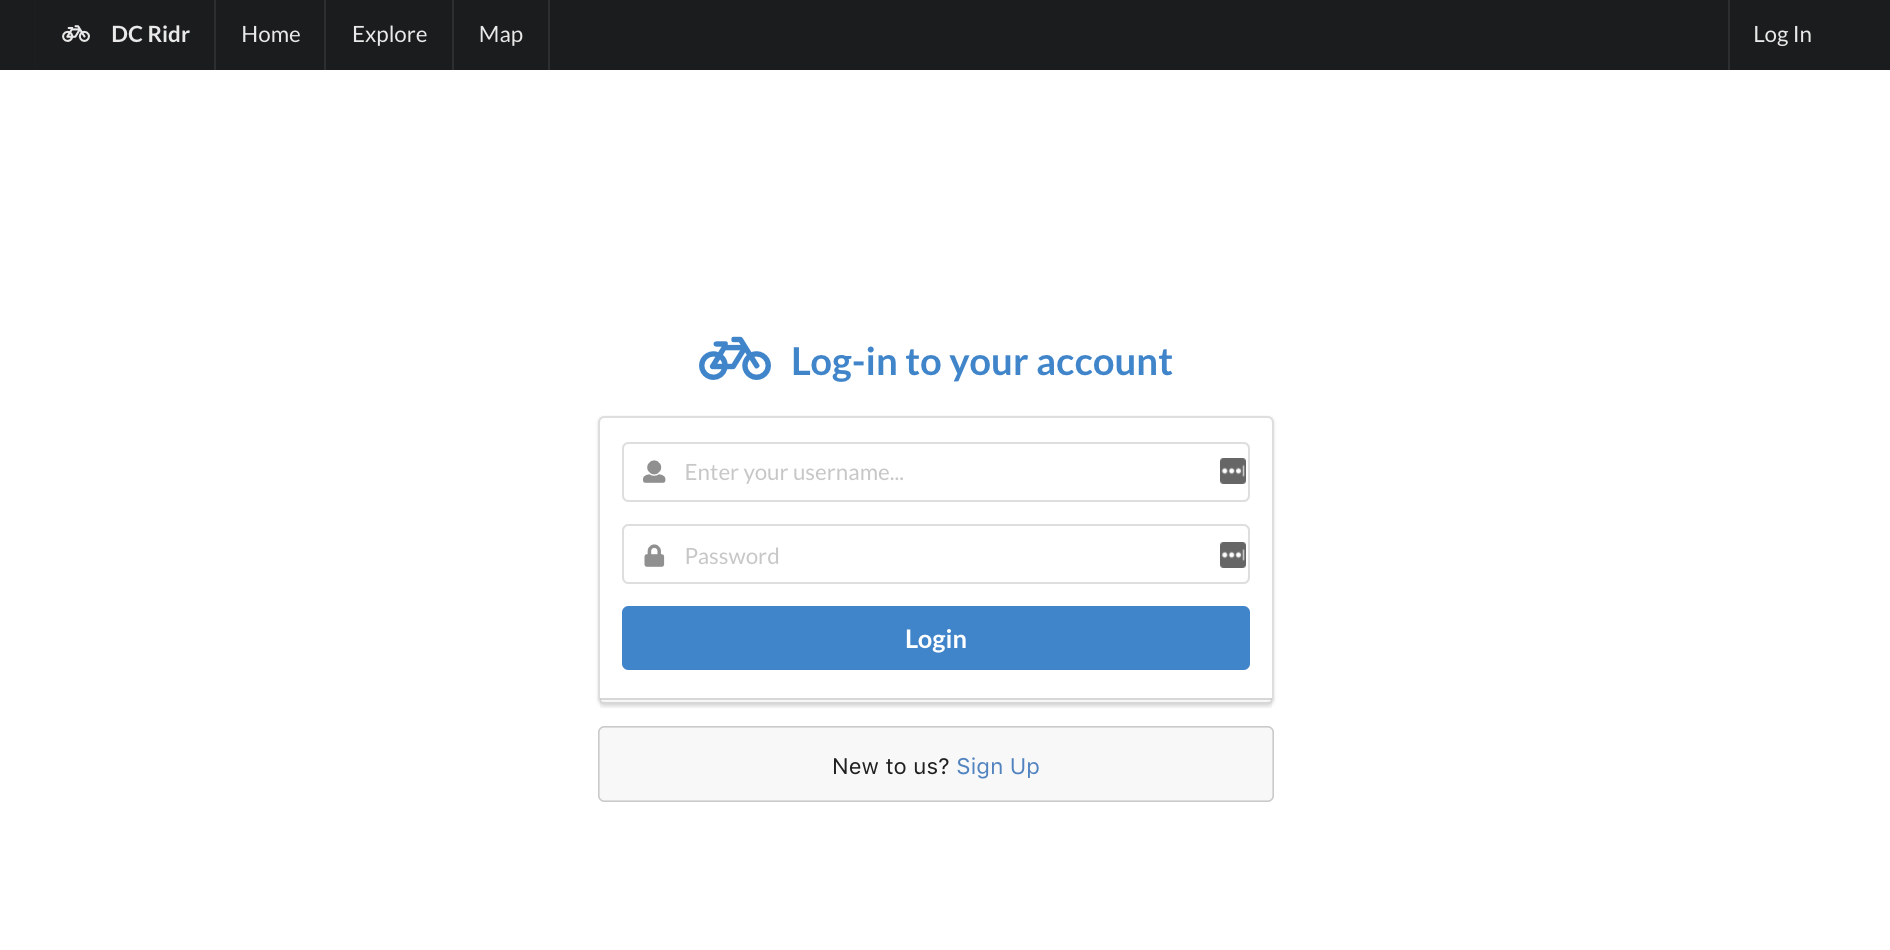 DC Ridr Home Explore Map Log In
Log-in to your account
Enter your username...
Password
Login
New to us? Sign Up